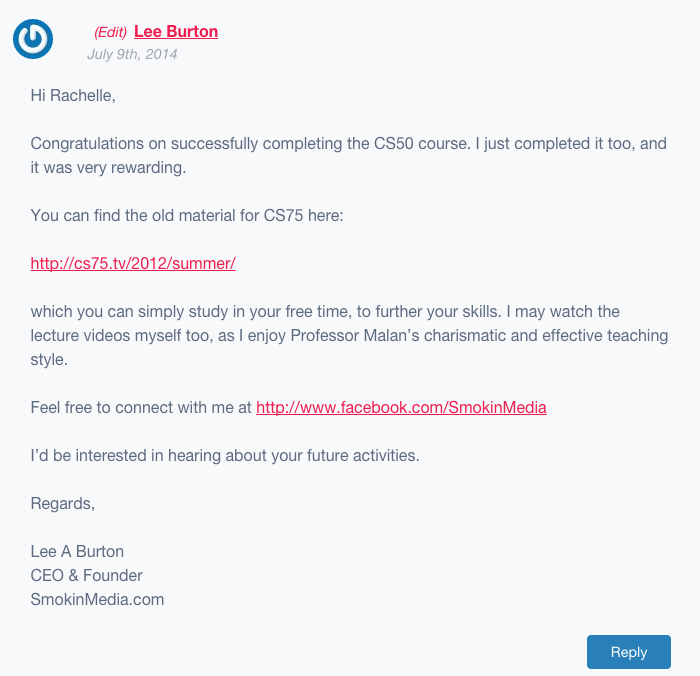 (Edit) Lee Burton
July 9th, 2014
Hi Rachelle,
Congratulations on successfully completing the CS50 course. I just completed it too, and
it was very rewarding.
You can find the old material for CS75 here:
http://cs75.tv/2012/summer/
which you can simply study in your free time, to further your skills. I may watch the
lecture videos myself too, as I enjoy Professor Malan’s charismatic and effective teaching
style.
Feel free to connect with me at http://www.facebook.com/SmokinMedia
I’d be interested in hearing about your future activities.
Regards,
Lee A Burton
CEO & Founder
SmokinMedia.com
Reply